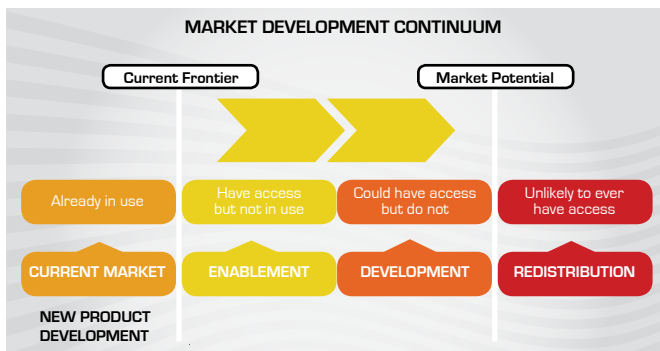 MARKET DEVELOPMENT CONTINUUM
Current Frontier
Market Potential
Already in use
Have access
but not in use
Could have access
but do not
Unlikely to ever
have access
CURRENT MARKET
ENABLEMENT
DEVELOPMENT
REDISTRIBUTION
NEW PRODUCT
DEVELOPMENT